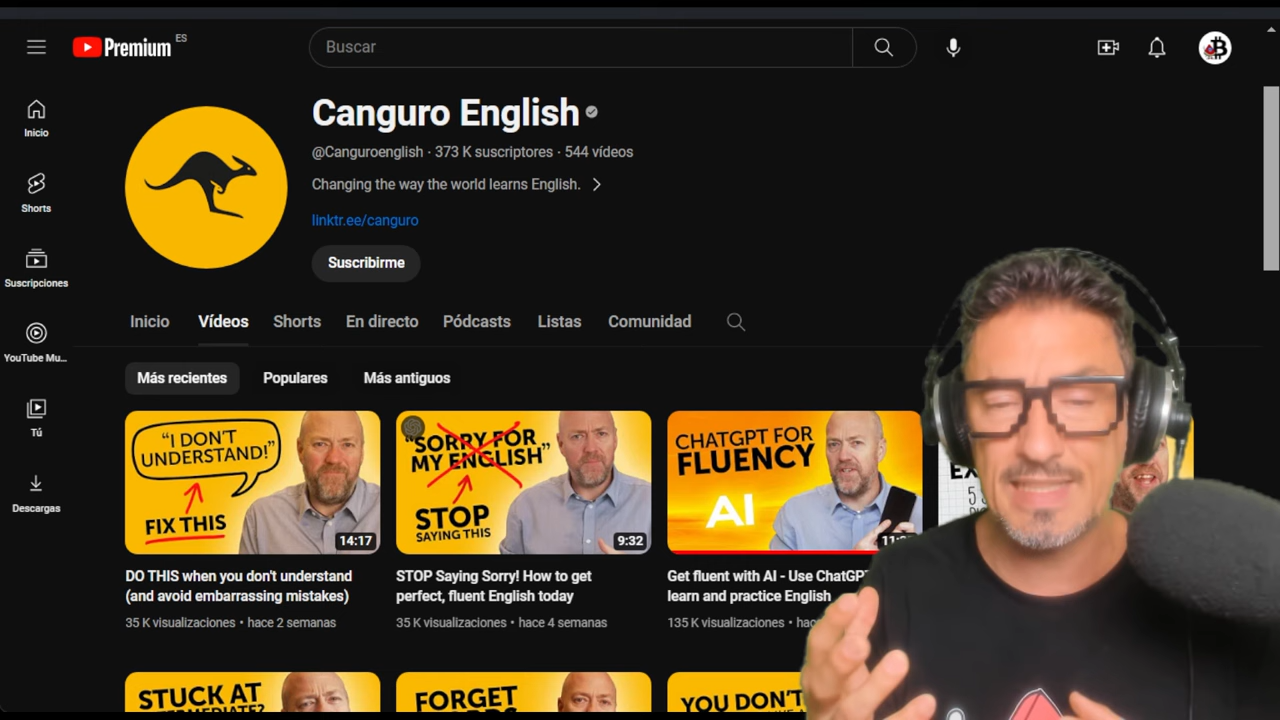 Premium ES
Buscar
Inicio
Shorts
Suscripciones
YouTube Mu...
Tú
Descargas
Canguro English
@Canguroenglish · 373 K suscriptores · 544 vídeos
Changing the way the world learns English.
linktr.ee/canguro
Suscribirme
Inicio Vídeos Shorts En directo Pódcasts Listas Comunidad
Más recientes Populares Más antiguos
"I DON'T
UNDERSTAND!"
FIX THIS
14:17
DO THIS when you don't understand
(and avoid embarrassing mistakes)
35 K visualizaciones • hace 2 semanas
"SORRY FOR
MY ENGLISH"
STOP
SAYING THIS
9:32
STOP Saying Sorry! How to get
perfect, fluent English today
35 K visualizaciones • hace 4 semanas
CHATGPT FOR
FLUENCY
AI
Get fluent with AI - Use ChatGP
learn and practice English
135 K visualizaciones •
EX
5
STUCK AT
FORGET
YOU DON'T